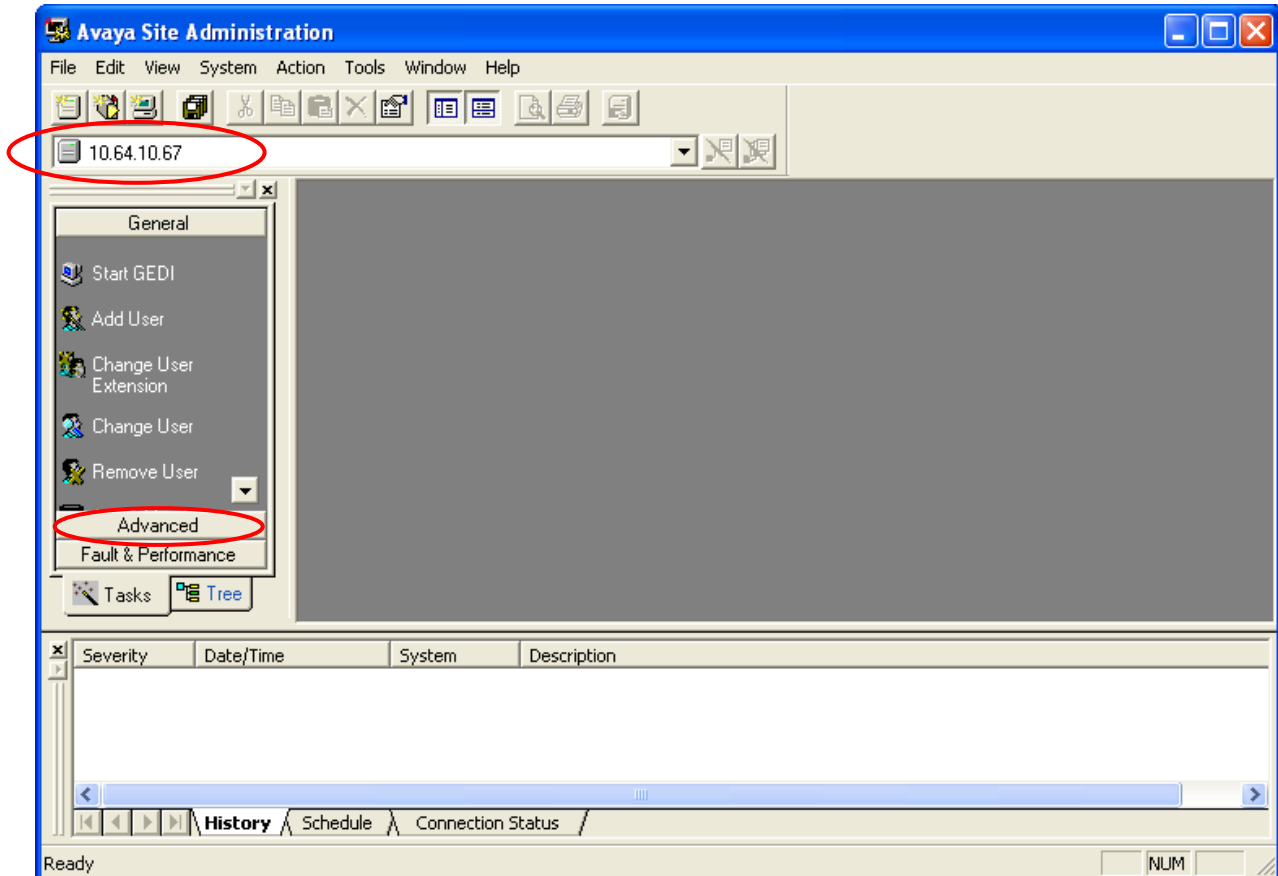 Avaya Site Administration
File Edit View System Action Tools Window Help
10.64.10.67
General
Start GEDI
Add User
Change User
Extension
Change User
Remove User
Advanced
Fault & Performance
Tasks Tree
Severity Date/Time System Description
History Schedule Connection Status
Ready NUM